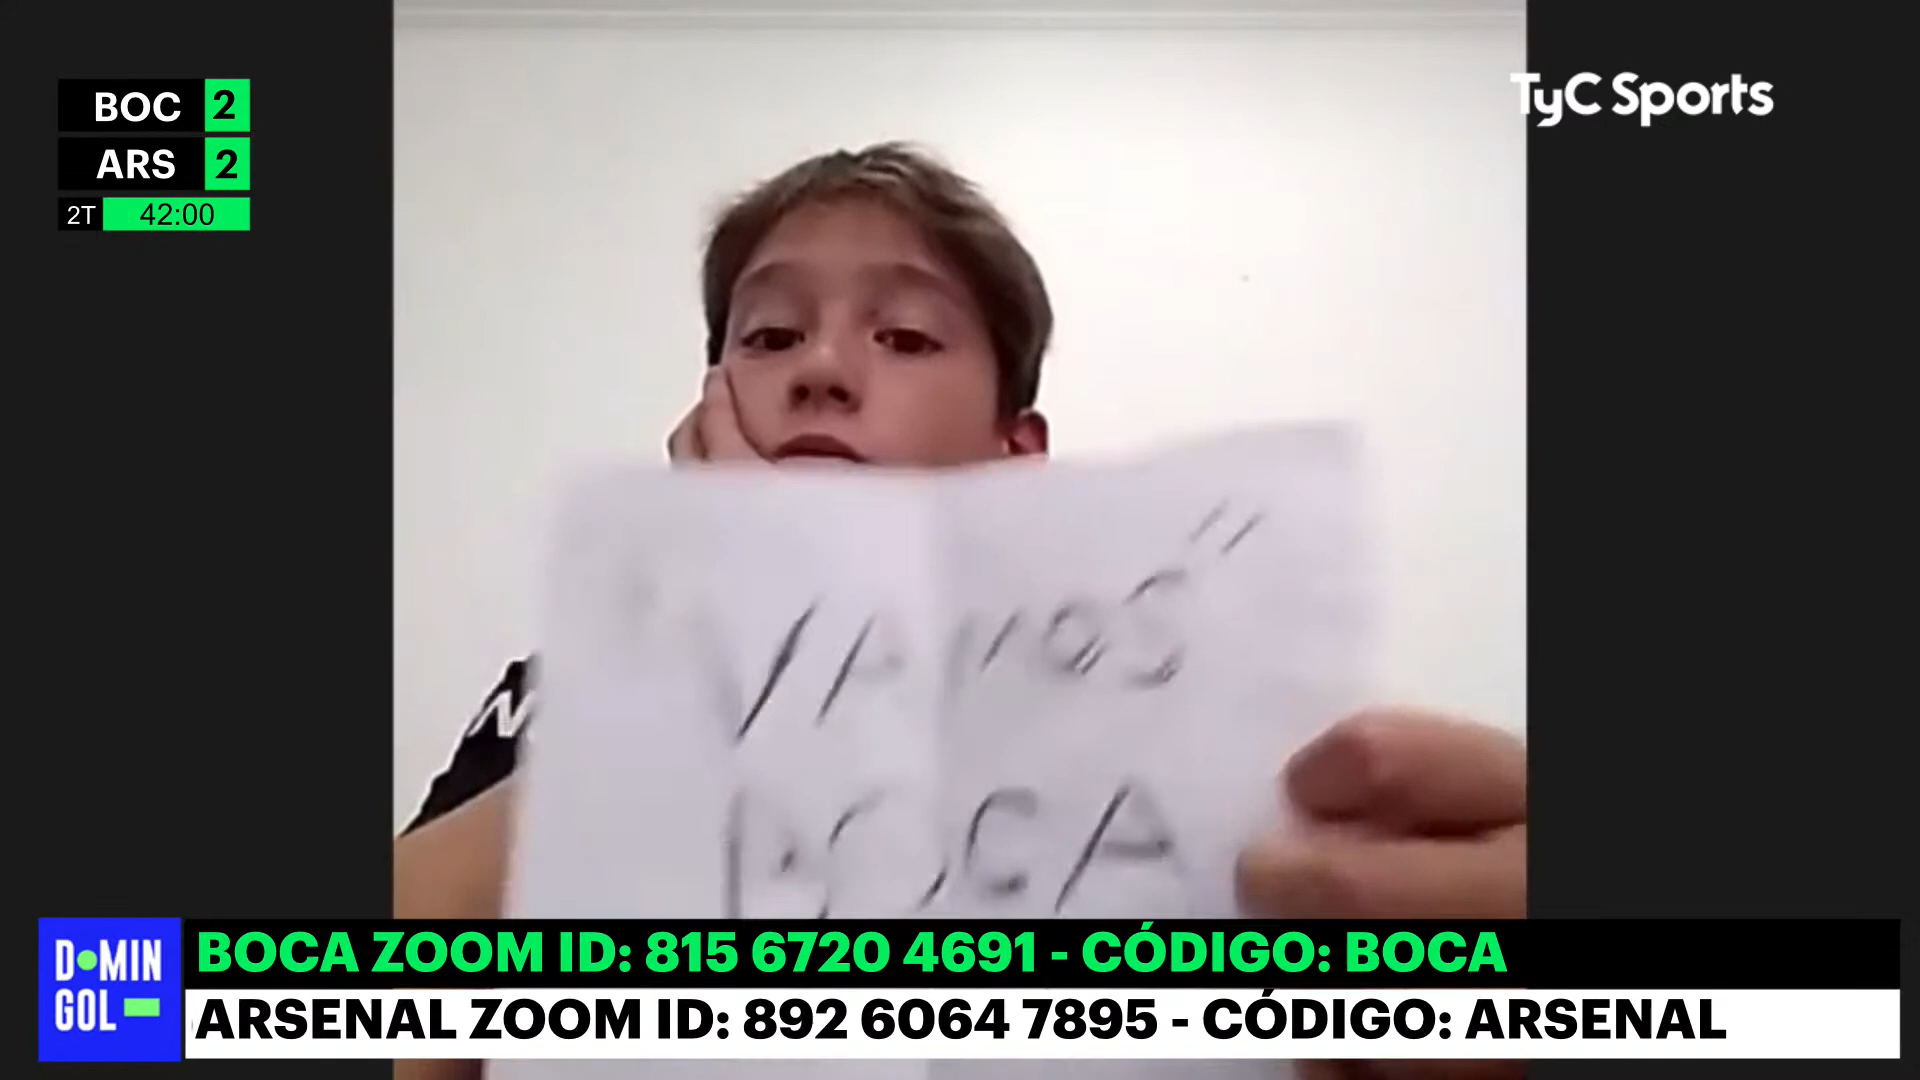 BOC 2
ARS 2
2T 42:00
TyC Sports
VAMOS
BOCA
DOMIN
GOL
BOCA ZOOM ID: 815 6720 4691 - CÓDIGO: BOCA
ARSENAL ZOOM ID: 892 6064 7895 - CÓDIGO: ARSENAL